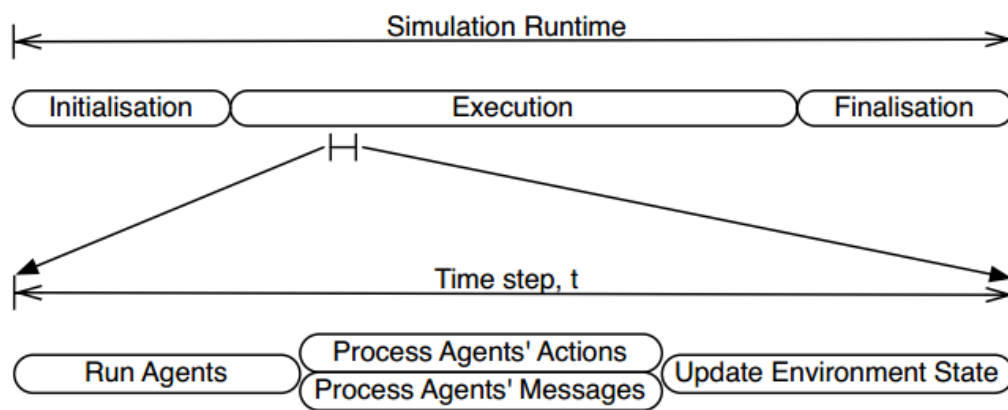 Simulation Runtime
Initialisation
Execution
Finalisation
Time step, t
Run Agents
Process Agents' Actions
Process Agents' Messages
Update Environment State